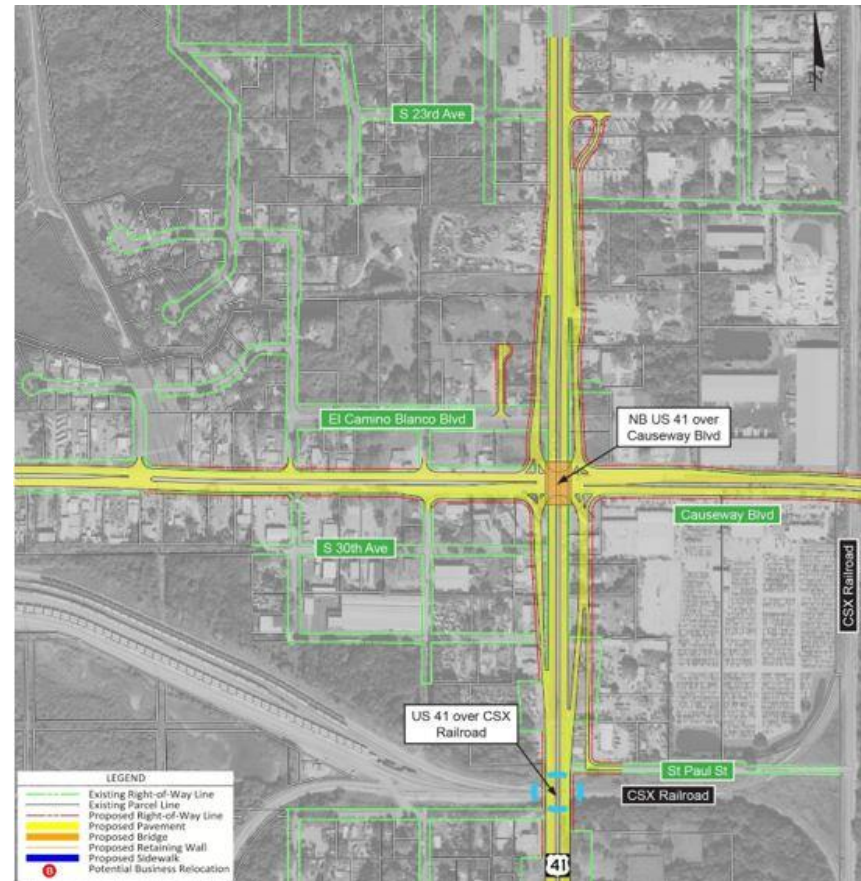 S 23rd Ave
El Camino Blanco Blvd
NB US 41 over
Causeway Blvd
Causeway Blvd
S 30th Ave
CSX Railroad
US 41 over CSX
Railroad
St Paul St
CSX Railroad
41
LEGEND
Existing Right-of-Way Line
Existing Parcel Line
Proposed Right-of-Way Line
Proposed Pavement
Proposed Bridge
Proposed Retaining Wall
Proposed Sidewalk
B Potential Business Relocation